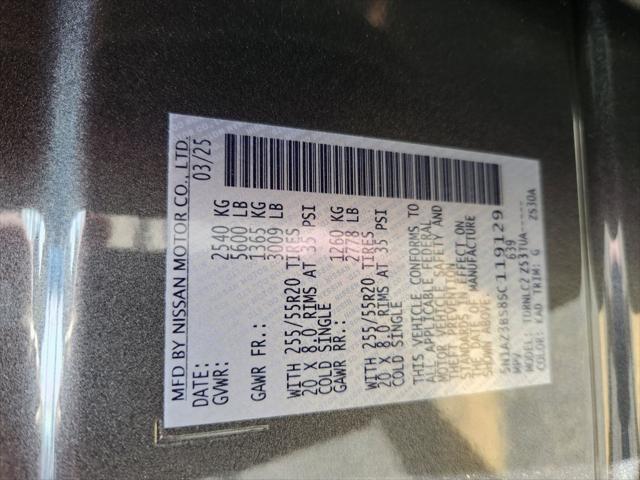 MFD BY NISSAN MOTOR CO., LTD.
DATE: 03/25
GVWR: 2540 KG
5600 LB
GAWR FR.: 1365 KG
3009 LB
WITH 255/55R20 TIRES
20 X 8.0 RIMS AT 35 PSI
COLD SINGLE
GAWR RR.: 1260 KG
2778 LB
WITH 255/55R20 TIRES
20 X 8.0 RIMS AT 35 PSI
COLD SINGLE
THIS VEHICLE CONFORMS TO
ALL APPLICABLE FEDERAL
MOTOR VEHICLE SAFETY AND
THEFT PREVENTION
STANDARDS IN EFFECT ON
THE DATE OF MANUFACTURE
SHOWN ABOVE.
5N1AZ3BS8SC119129
MPV 639
MODEL: TDRNLC2 Z53TUA-----
COLOR: KAD TRIM: G Z530A